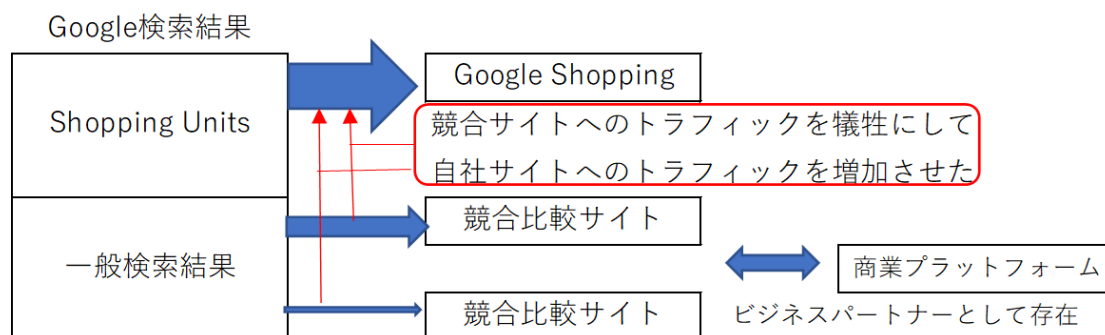 Google検索結果
Shopping Units
Google Shopping
競合サイトへのトラフィックを犠牲にして
自社サイトへのトラフィックを増加させた
一般検索結果
競合比較サイト
競合比較サイト
商業プラットフォーム
ビジネスパートナーとして存在